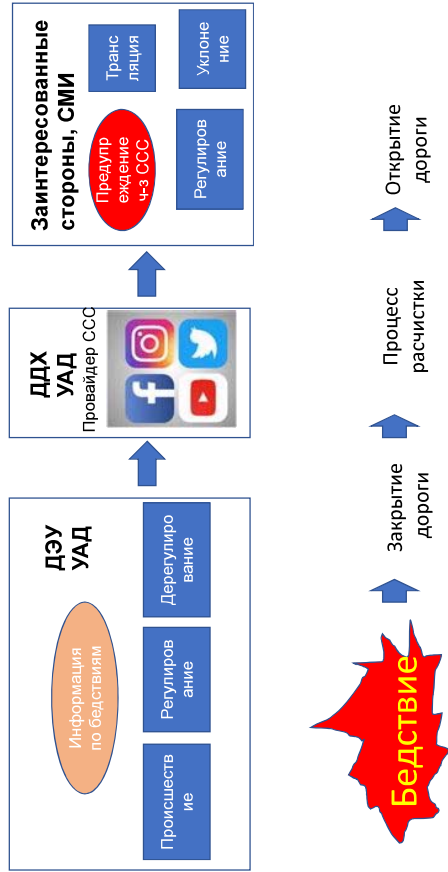 ДЭУ
УАД
Информация
по бедствиям
Происшеств
ие
Регулиров
ание
Дерегулиро
вание
ДДХ
УАД
Провайдер ССС
Заинтересованные
стороны, СМИ
Предупр
еждение
ч-з ССС
Транс
ляция
Регулиров
ание
Уклоне
ние
Бедствие
Закрытие
дороги
Процесс
расчистки
Открытие
дороги